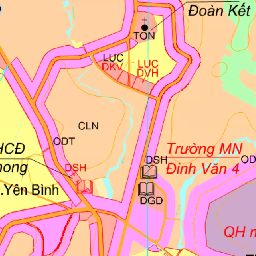 Đoàn Kết
TON
LUC
DKV
LUC
DVH
CLN
ODT
HCĐ
ong
Trường MN
Đinh Văn 4
DSH
DSH
.Yên Bình
DGD
OD
QH